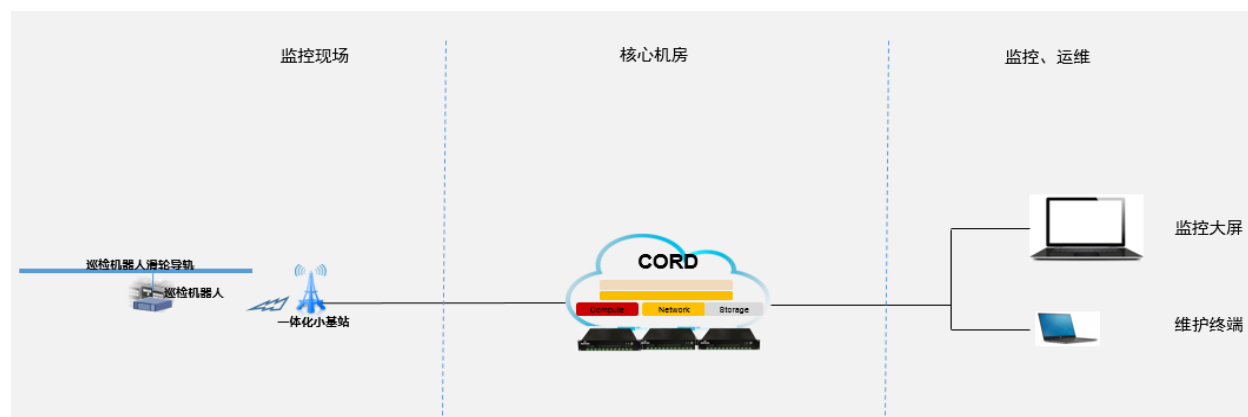 监控现场
核心机房
监控、运维
巡检机器人滑轮导轨
巡检机器人
一体化小基站
CORD
Compute
Network
Storage
监控大屏
维护终端